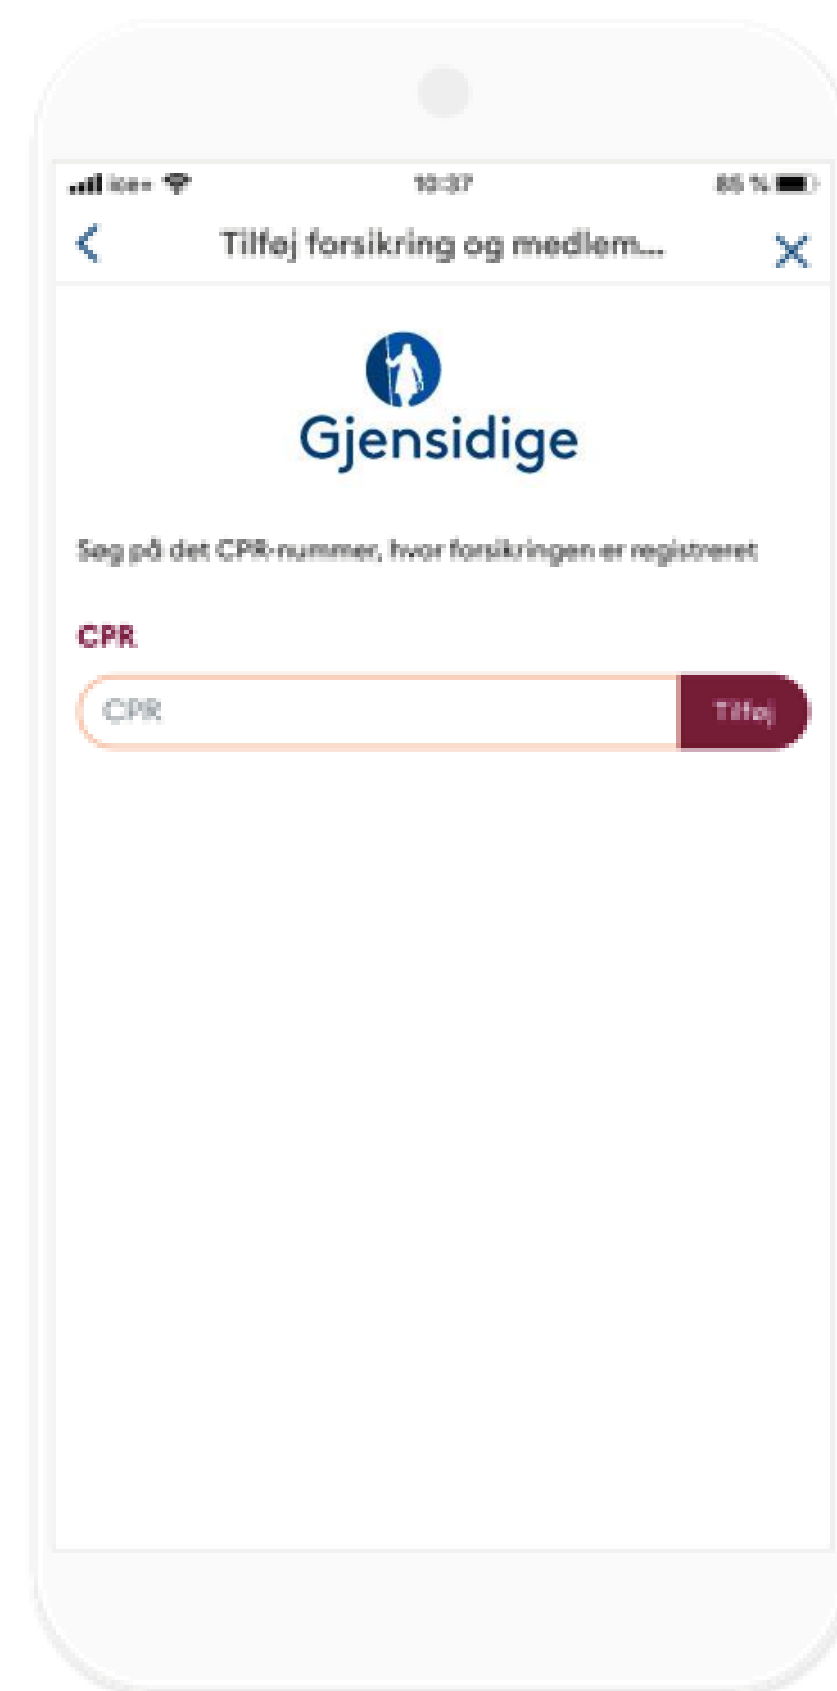 ice+ 10:37 85 %
Tilføj forsikring og medlem...
Gjensidige
Søg på det CPR-nummer, hvor forsikringen er registreret
CPR
CPR Tilføj